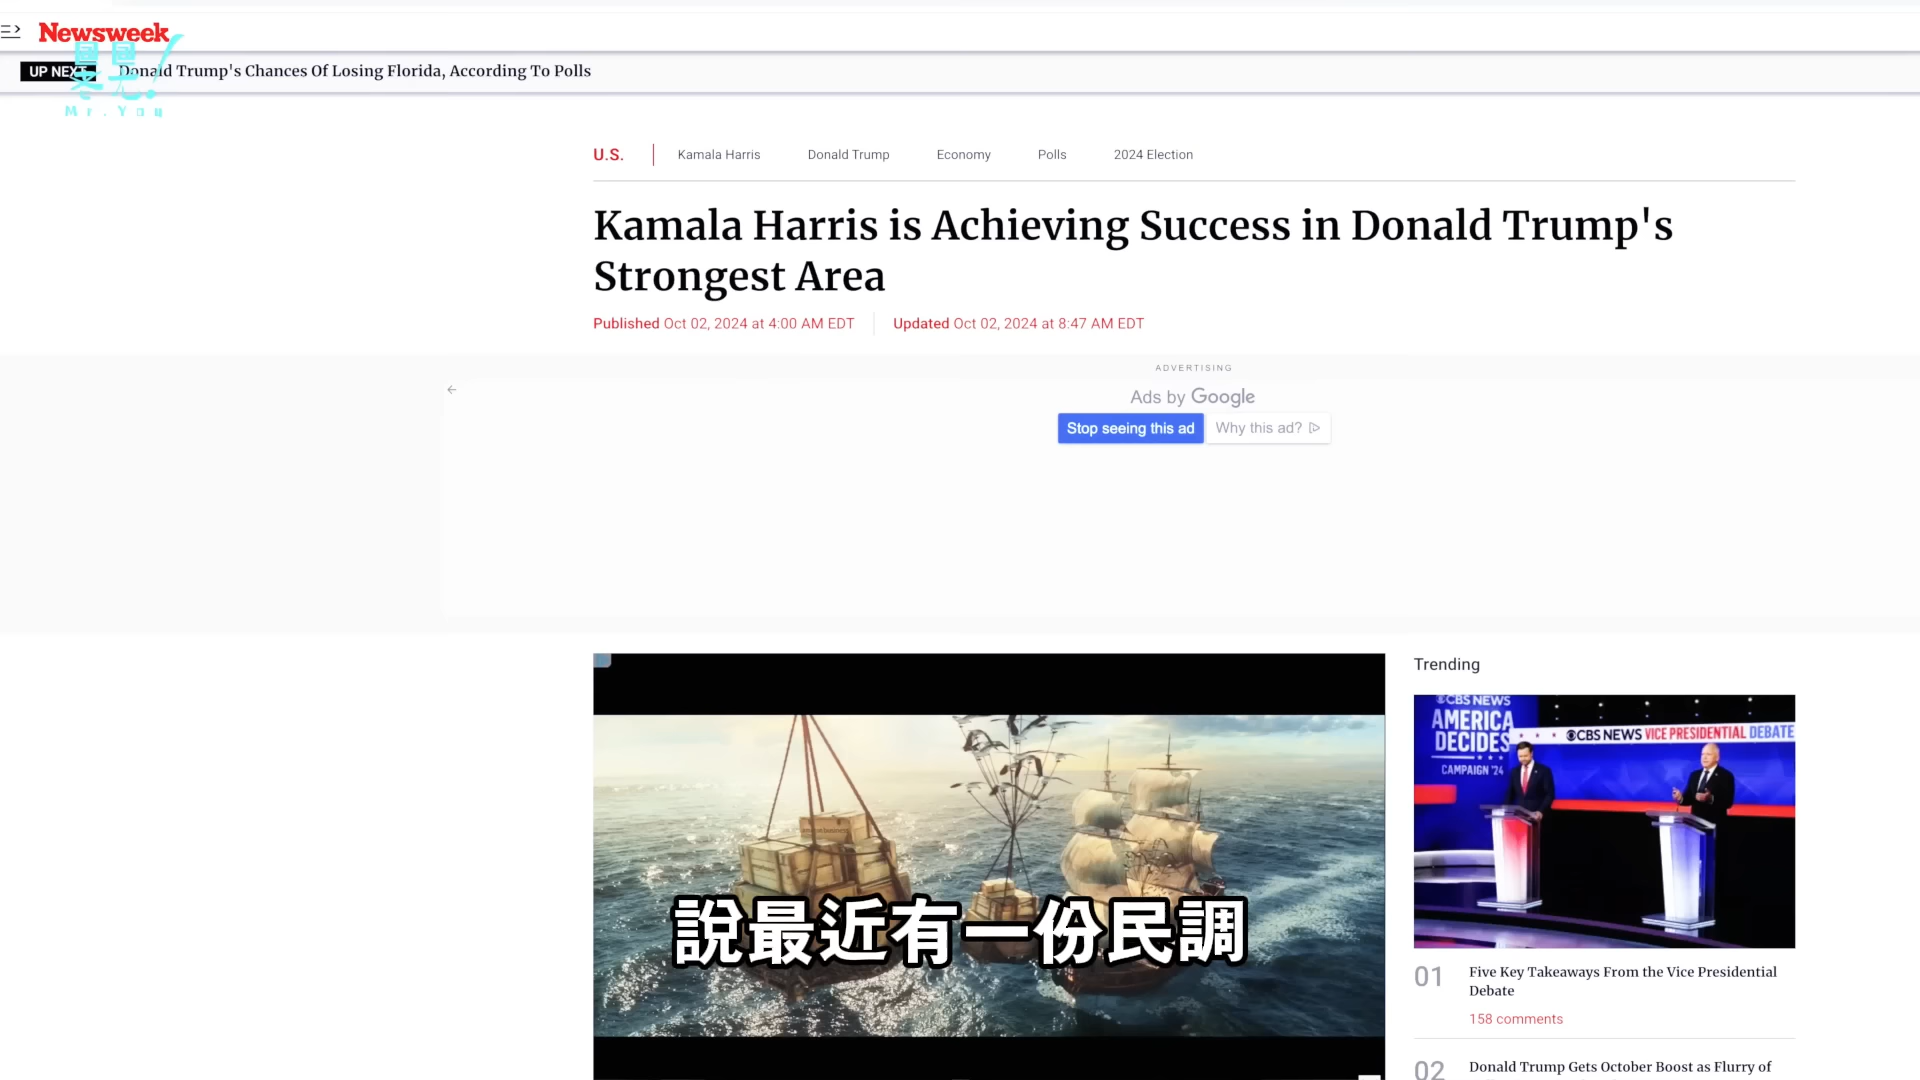 Newsweek
UP NEXT
Donald Trump's Chances Of Losing Florida, According To Polls
Mr. You
U.S.
Kamala Harris
Donald Trump
Economy
Polls
2024 Election
Kamala Harris is Achieving Success in Donald Trump's
Strongest Area
Published Oct 02, 2024 at 4:00 AM EDT
Updated Oct 02, 2024 at 8:47 AM EDT
ADVERTISING
Ads by Google
Stop seeing this ad
Why this ad?
Trending
CBS NEWS
AMERICA
DECIDES
CAMPAIGN '24
CBS NEWS VICE PRESIDENTIAL DEBATE
說最近有一份民調
01
Five Key Takeaways From the Vice Presidential
Debate
158 comments
02
Donald Trump Gets October Boost as Flurry of